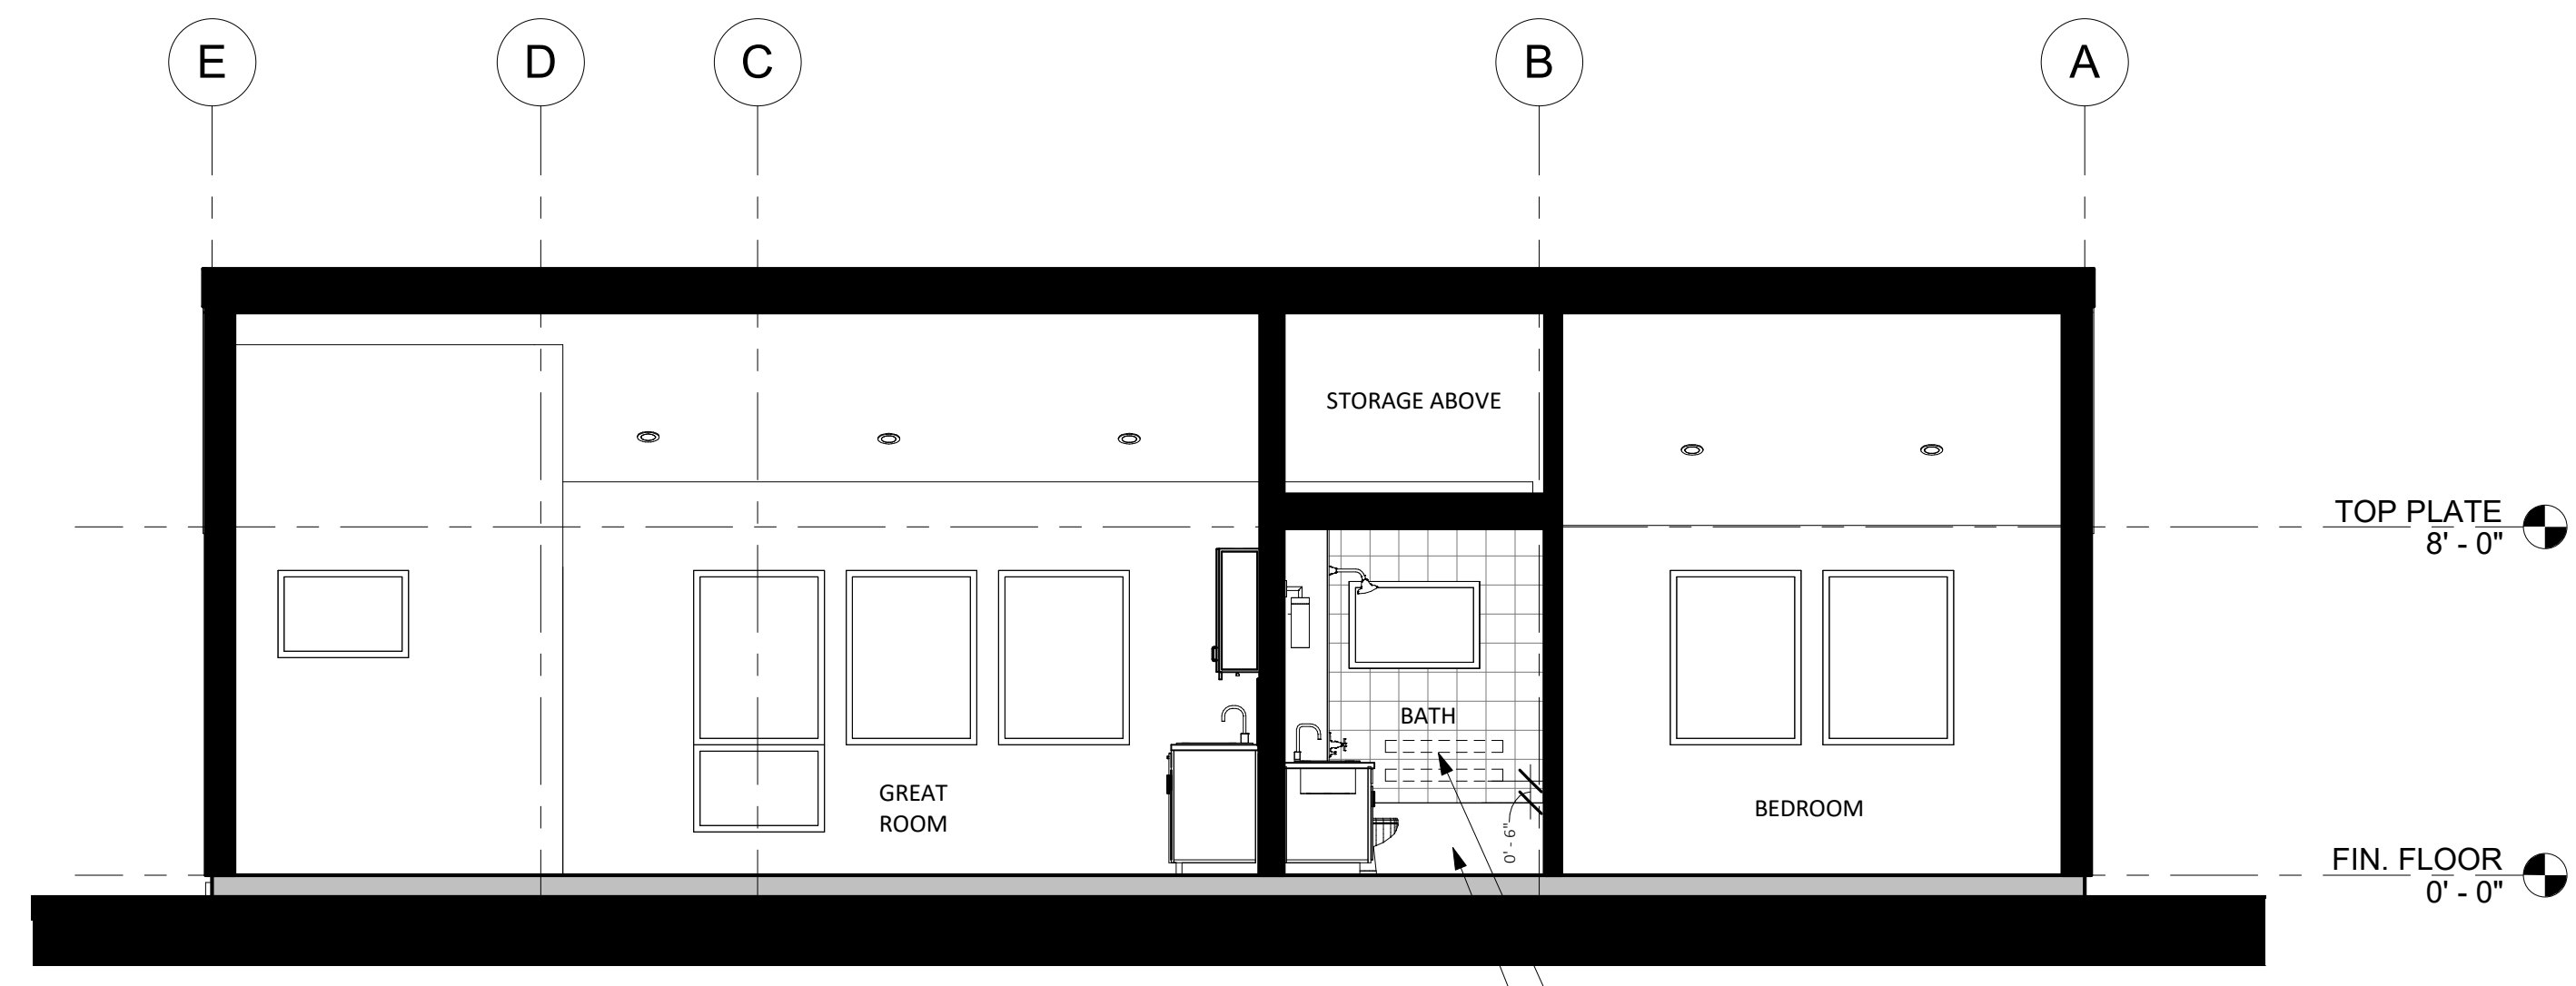 E
D
C
B
A
STORAGE ABOVE
TOP PLATE
8' - 0"
BATH
GREAT
ROOM
BEDROOM
0' - 6"
FIN. FLOOR
0' - 0"